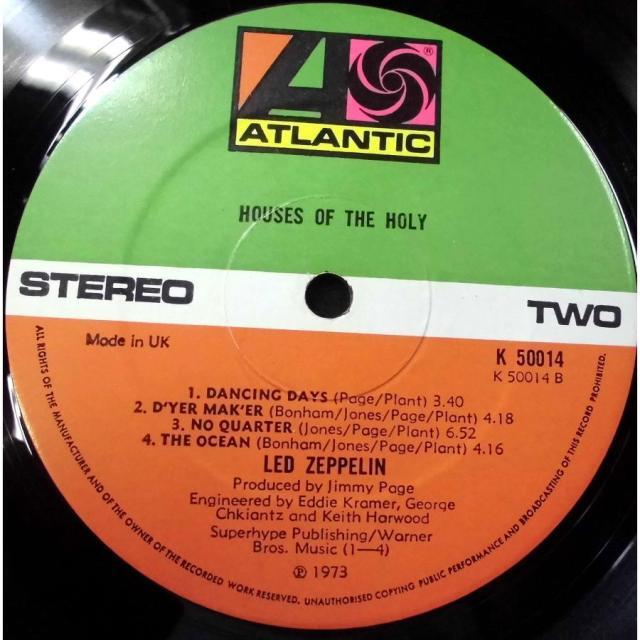 ATLANTIC
®
HOUSES OF THE HOLY
STEREO
TWO
Made in UK
K 50014
K 50014 B
1. DANCING DAYS (Page/Plant) 3.40
2. D'YER MAK'ER (Bonham/Jones/Page/Plant) 4.18
3. NO QUARTER (Jones/Page/Plant) 6.52
4. THE OCEAN (Bonham/Jones/Page/Plant) 4.16
LED ZEPPELIN
Produced by Jimmy Page
Engineered by Eddie Kramer, George
Chkiantz and Keith Harwood
Superhype Publishing/Warner
Bros. Music (1—4)
℗ 1973
ALL RIGHTS OF THE MANUFACTURER AND OF THE OWNER OF THE RECORDED WORK RESERVED. UNAUTHORISED COPYING PUBLIC PERFORMANCE AND BROADCASTING OF THIS RECORD PROHIBITED.